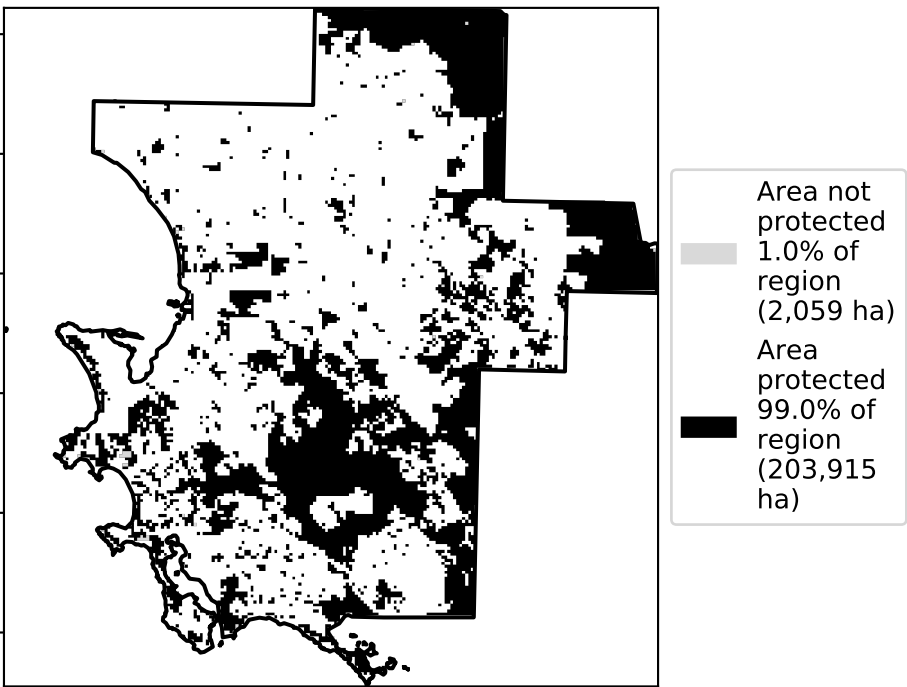 Area not
protected
1.0% of
region
(2,059 ha)
Area
protected
99.0% of
region
(203,915
ha)